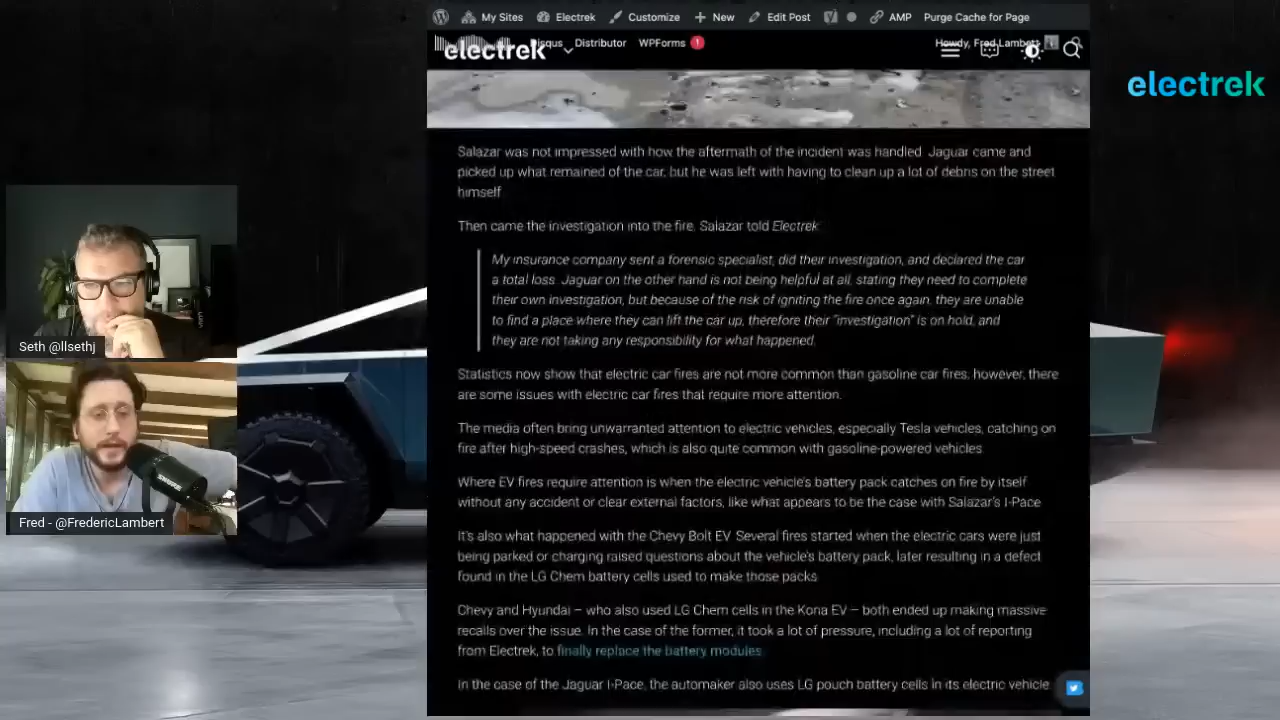 My Sites Electrek Customize New Edit Post AMP Purge Cache for Page
Disqus Distributor WPForms 1 Howdy, Fred Lambert
electrek
electrek
Salazar was not impressed with how the aftermath of the incident was handled. Jaguar came and
picked up what remained of the car, but he was left with having to clean up a lot of debris on the street
himself.
Then came the investigation into the fire. Salazar told Electrek:
My insurance company sent a forensic specialist, did their investigation, and declared the car
a total loss. Jaguar on the other hand is not being helpful at all, stating they need to complete
their own investigation, but because of the risk of igniting the fire once again, they are unable
to find a place where they can lift the car up, therefore their "investigation" is on hold, and
they are not taking any responsibility for what happened.
Statistics now show that electric car fires are not more common than gasoline car fires, however, there
are some issues with electric car fires that require more attention.
The media often bring unwarranted attention to electric vehicles, especially Tesla vehicles, catching on
fire after high-speed crashes, which is also quite common with gasoline-powered vehicles.
Where EV fires require attention is when the electric vehicle's battery pack catches on fire by itself
without any accident or clear external factors, like what appears to be the case with Salazar's I-Pace.
It's also what happened with the Chevy Bolt EV. Several fires started when the electric cars were just
being parked or charging raised questions about the vehicle's battery pack, later resulting in a defect
found in the LG Chem battery cells used to make those packs.
Chevy and Hyundai – who also used LG Chem cells in the Kona EV – both ended up making massive
recalls over the issue. In the case of the former, it took a lot of pressure, including a lot of reporting
from Electrek, to finally replace the battery modules.
In the case of the Jaguar I-Pace, the automaker also uses LG pouch battery cells in its electric vehicle.
Seth @llsethj
Fred - @FredericLambert